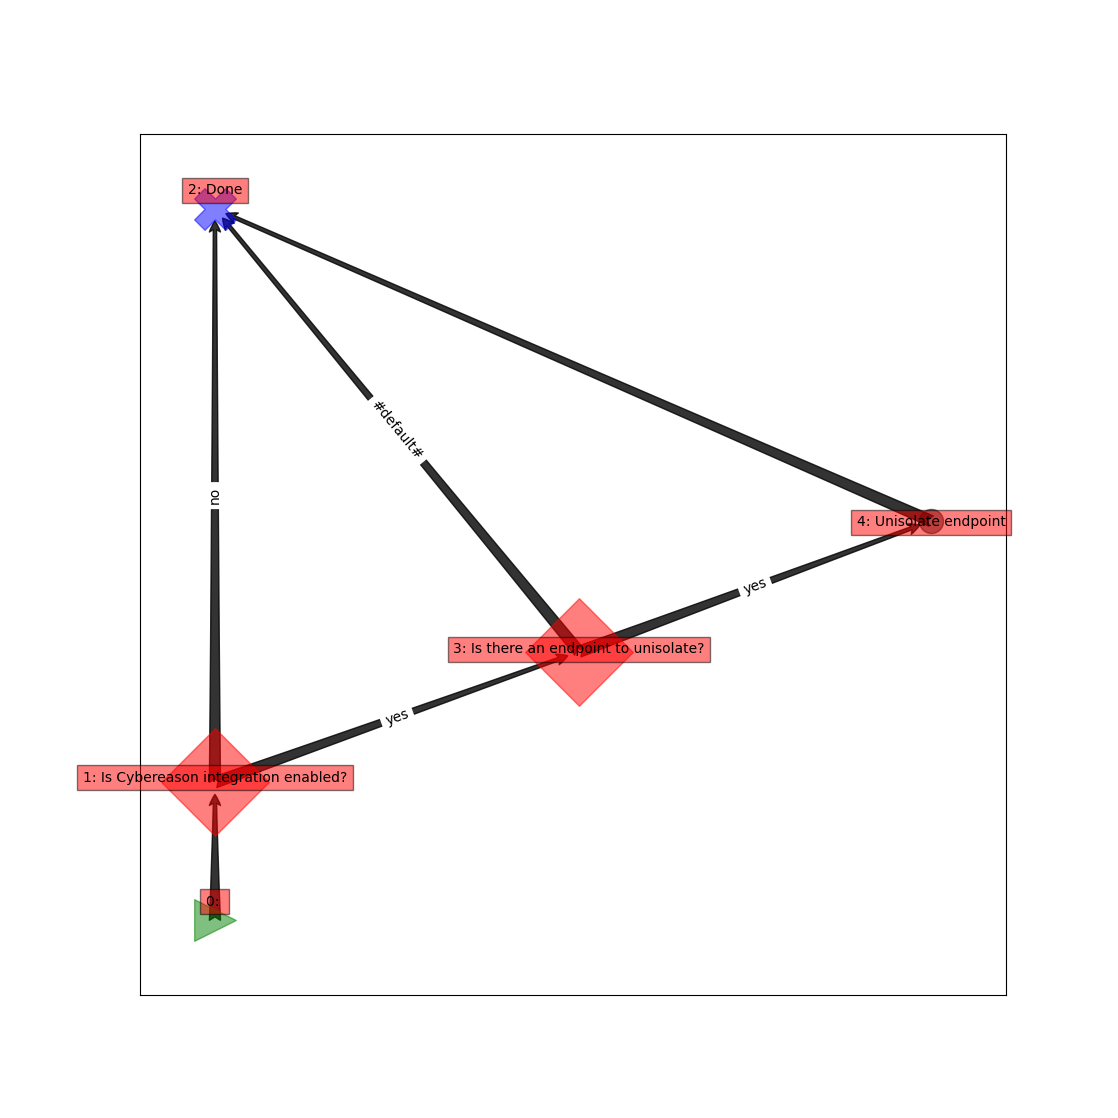 2: Done
#default#
no
4: Unisolate endpoint
yes
3: Is there an endpoint to unisolate?
yes
1: Is Cybereason integration enabled?
0: